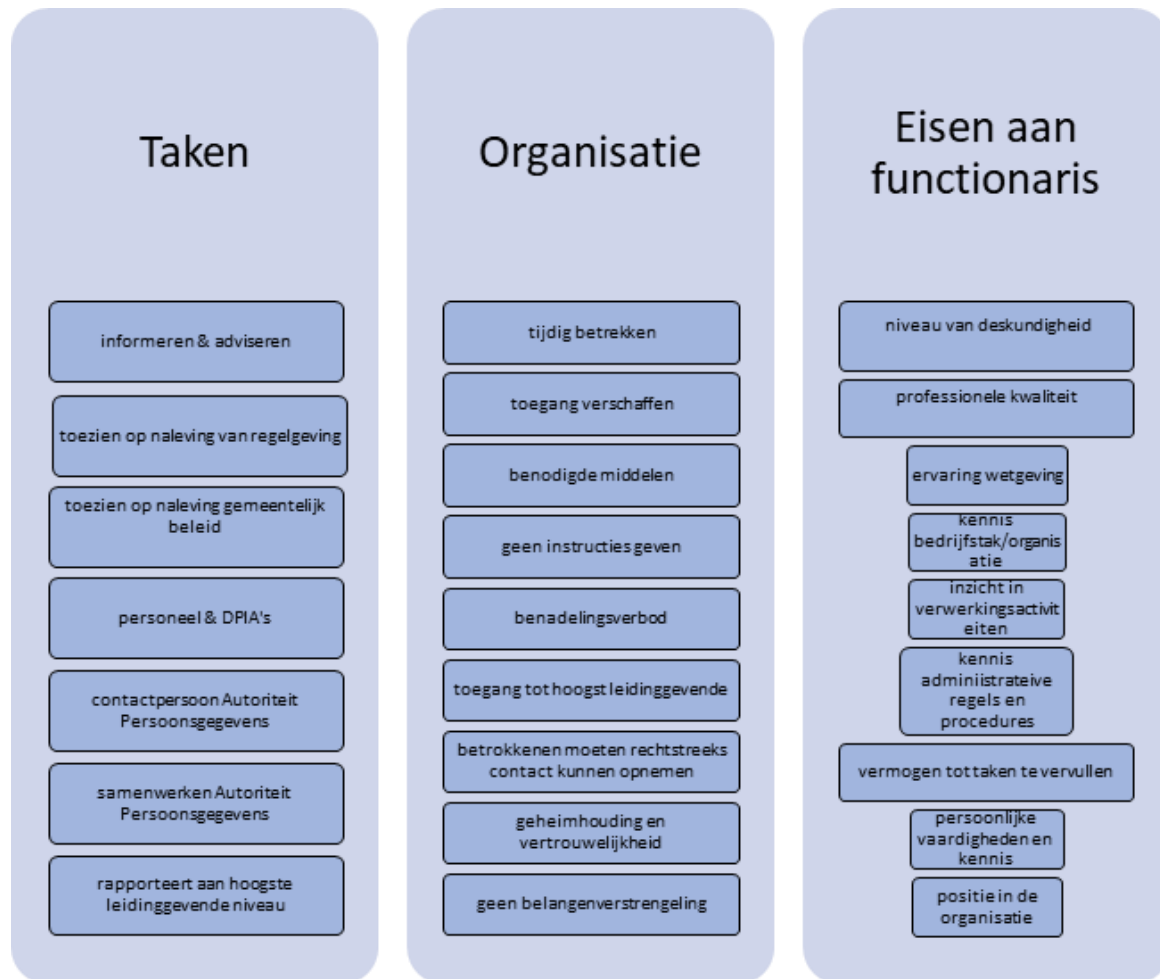 Taken
informeren & adviseren
toezien op naleving van regelgeving
toezien op naleving gemeentelijk
beleid
personeel & DPIA's
contactpersoon Autoriteit
Persoonsgegevens
samenwerken Autoriteit
Persoonsgegevens
rapporteert aan hoogste
leidinggevende niveau
Organisatie
tijdig betrekken
toegang verschaffen
benodigde middelen
geen instructies geven
benadelingsverbod
toegang tot hoogst leidinggevende
betrokkenen moeten rechtstreeks
contact kunnen opnemen
geheimhouding en
vertrouwelijkheid
geen belangenverstrengeling
Eisen aan
functionaris
niveau van deskundigheid
professionele kwaliteit
ervaring wetgeving
kennis
bedrijfstak/organis
atie
inzicht in
verwerkingsactivit
eiten
kennis
adminiistrateive
regels en
procedures
vermogen tot taken te vervullen
persoonlijke
vaardigheden en
kennis
positie in de
organisatie